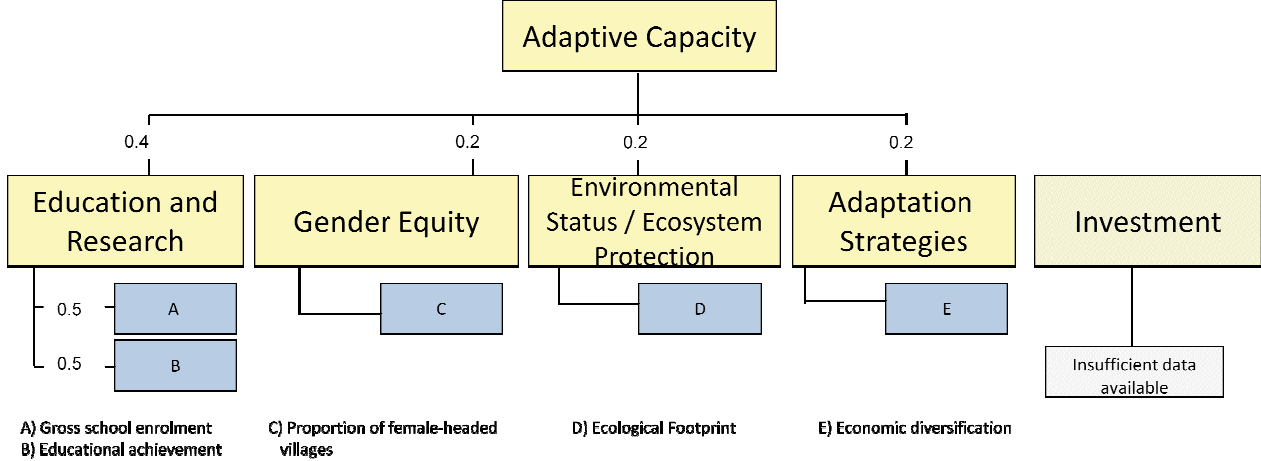 Adaptive Capacity
0.4
0.2
0.2
0.2
Education and
Research
Gender Equity
Environmental
Status / Ecosystem
Protection
Adaptation
Strategies
Investment
0.5
A
0.5
B
C
D
E
Insufficient data
available
A) Gross school enrolment
B) Educational achievement
C) Proportion of female-headed
villages
D) Ecological Footprint
E) Economic diversification